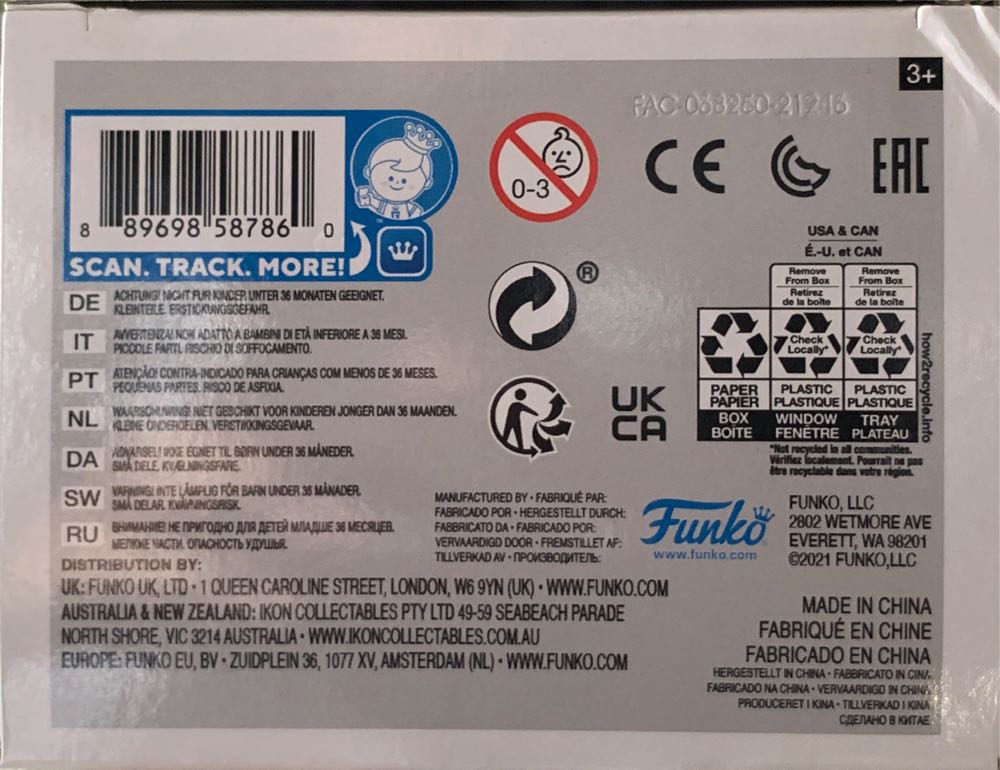 3+
FAC-063250-21246
8 89698 58786 0
SCAN. TRACK. MORE!
™
0-3
CE
EAC
®
UK
CA
USA & CAN
É.-U. et CAN
Remove From Box
Retirez de la boîte
Remove From Box
Retirez de la boîte
Check Locally*
Check Locally*
PAPER PAPIER
PLASTIC PLASTIQUE
PLASTIC PLASTIQUE
BOX BOÎTE
WINDOW FENÊTRE
TRAY PLATEAU
how2recycle.info
*Not recycled in all communities.
Vérifiez localement. Pourrait ne pas
être recyclable dans votre région.
DE ACHTUNG! NICHT FÜR KINDER UNTER 36 MONATEN GEEIGNET.
KLEINTEILE. ERSTICKUNGSGEFAHR.
IT AVVERTENZA! NON ADATTO A BAMBINI DI ETÀ INFERIORE A 36 MESI.
PICCOLE PARTI. RISCHIO DI SOFFOCAMENTO.
PT ATENÇÃO! CONTRA-INDICADO PARA CRIANÇAS COM MENOS DE 36 MESES.
PEQUENAS PARTES. RISCO DE ASFIXIA.
NL WAARSCHUWING! NIET GESCHIKT VOOR KINDEREN JONGER DAN 36 MAANDEN.
KLEINE ONDERDELEN. VERSTIKKINGSGEVAAR.
DA ADVARSEL! IKKE EGNET TIL BØRN UNDER 36 MÅNEDER.
SMÅ DELE. KVÆLNINGSFARE.
SW VARNING! INTE LÄMPLIG FÖR BARN UNDER 36 MÅNADER.
SMÅ DELAR. KVÄVNINGSRISK.
RU ВНИМАНИЕ! НЕ ПРИГОДНО ДЛЯ ДЕТЕЙ МЛАДШЕ 36 МЕСЯЦЕВ.
МЕЛКИЕ ЧАСТИ. ОПАСНОСТЬ УДУШЬЯ.
MANUFACTURED BY • FABRIQUÉ PAR:
FABRICADO POR • HERGESTELLT DURCH:
FABBRICATO DA • FABRICADO POR:
VERVAARDIGD DOOR • FREMSTILLET AF:
TILLVERKAD AV • ПРОИЗВОДИТЕЛЬ:
Funko
www.funko.com
FUNKO, LLC
2802 WETMORE AVE
EVERETT, WA 98201
©2021 FUNKO,LLC
DISTRIBUTION BY:
UK: FUNKO UK, LTD • 1 QUEEN CAROLINE STREET, LONDON, W6 9YN (UK) • WWW.FUNKO.COM
AUSTRALIA & NEW ZEALAND: IKON COLLECTABLES PTY LTD 49-59 SEABEACH PARADE
NORTH SHORE, VIC 3214 AUSTRALIA • WWW.IKONCOLLECTABLES.COM.AU
EUROPE: FUNKO EU, BV • ZUIDPLEIN 36, 1077 XV, AMSTERDAM (NL) • WWW.FUNKO.COM
MADE IN CHINA
FABRIQUÉ EN CHINE
FABRICADO EN CHINA
HERGESTELLT IN CHINA • FABBRICATO IN CINA
FABRICADO NA CHINA • VERVAARDIGD IN CHINA
PRODUCERET I KINA • TILLVERKAD I KINA
СДЕЛАНО В КИТАЕ